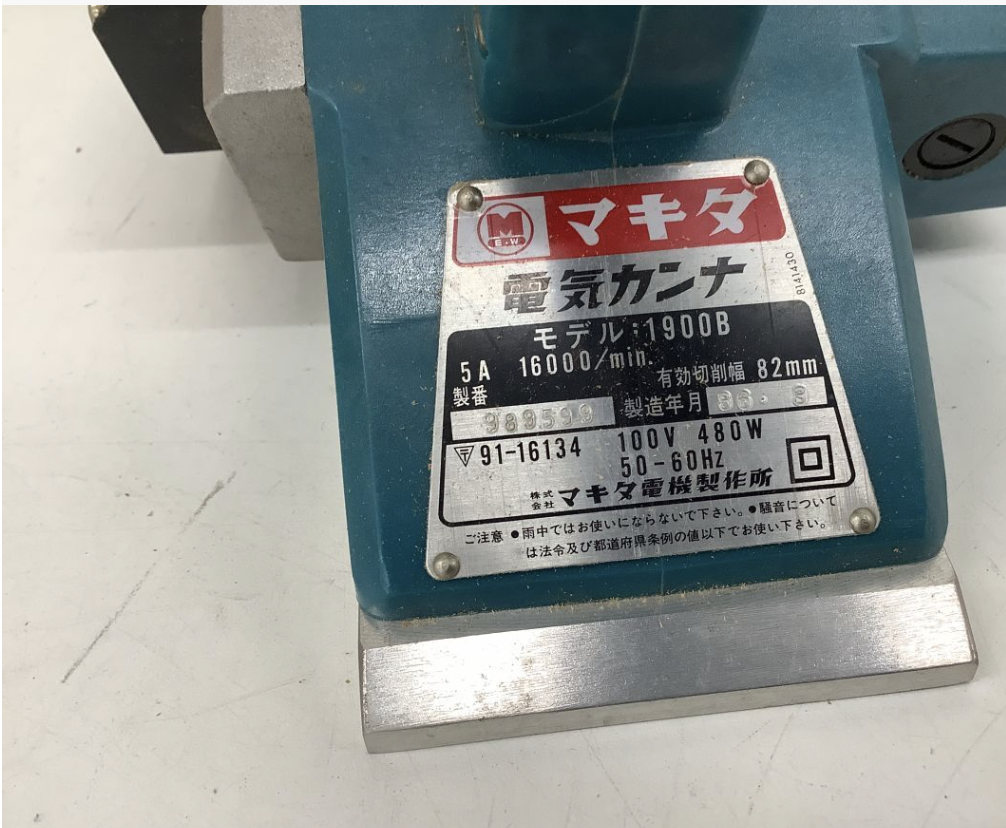 M
E・W
マキタ
電気カンナ
8141430
モデル:1900B
5A 16000/min.
有効切削幅 82mm
製番 989599
製造年月 86・8
〒91-16134 100V 480W
50-60Hz
株式会社 マキタ電機製作所
ご注意 ●雨中ではお使いにならないで下さい。●騒音について
は法令及び都道府県条例の値以下でお使い下さい。